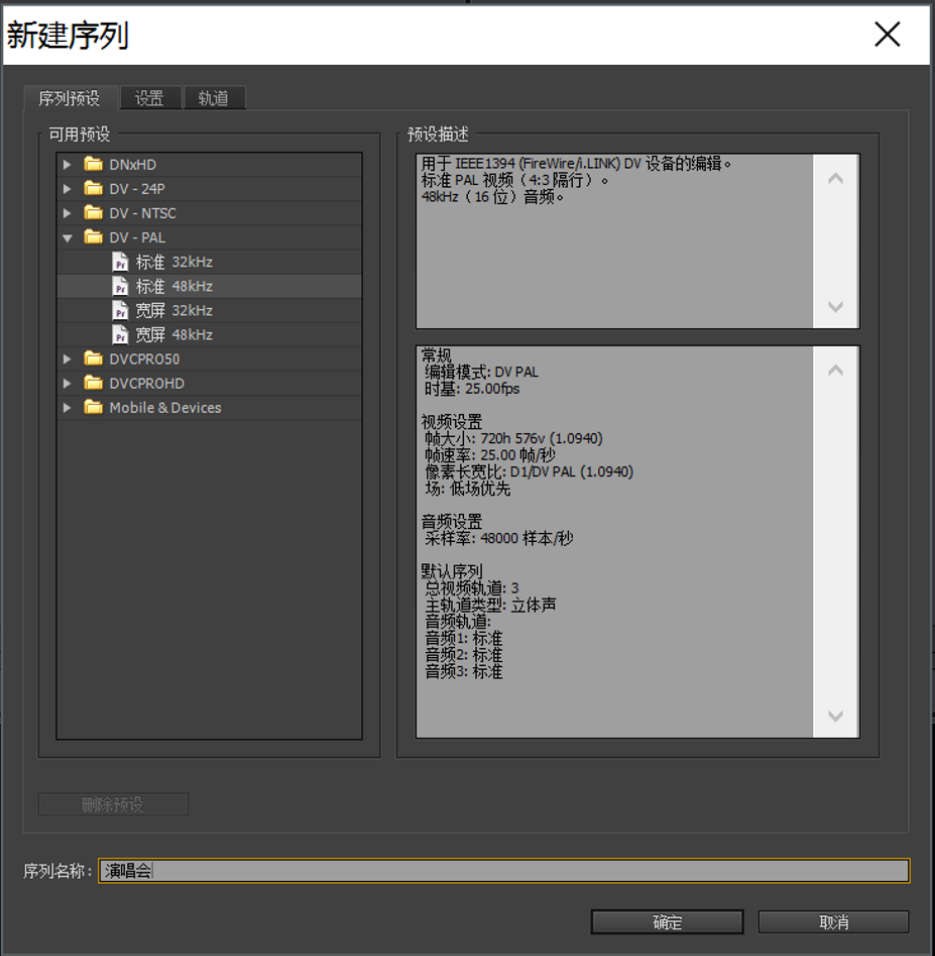 新建序列
序列预设 设置 轨道
可用预设
DNxHD
DV - 24P
DV - NTSC
DV - PAL
标准 32kHz
标准 48kHz
宽屏 32kHz
宽屏 48kHz
DVCPRO50
DVCPROHD
Mobile & Devices
预设描述
用于 IEEE1394 (FireWire/i.LINK) DV 设备的编辑。
标准 PAL 视频（4:3 隔行）。
48kHz（16 位）音频。
常规
编辑模式: DV PAL
时基: 25.00fps
视频设置
帧大小: 720h 576v (1.0940)
帧速率: 25.00 帧/秒
像素长宽比: D1/DV PAL (1.0940)
场: 低场优先
音频设置
采样率: 48000 样本/秒
默认序列
总视频轨道: 3
主轨道类型: 立体声
音频轨道:
音频1: 标准
音频2: 标准
音频3: 标准
删除预设
序列名称: 演唱会
确定 取消